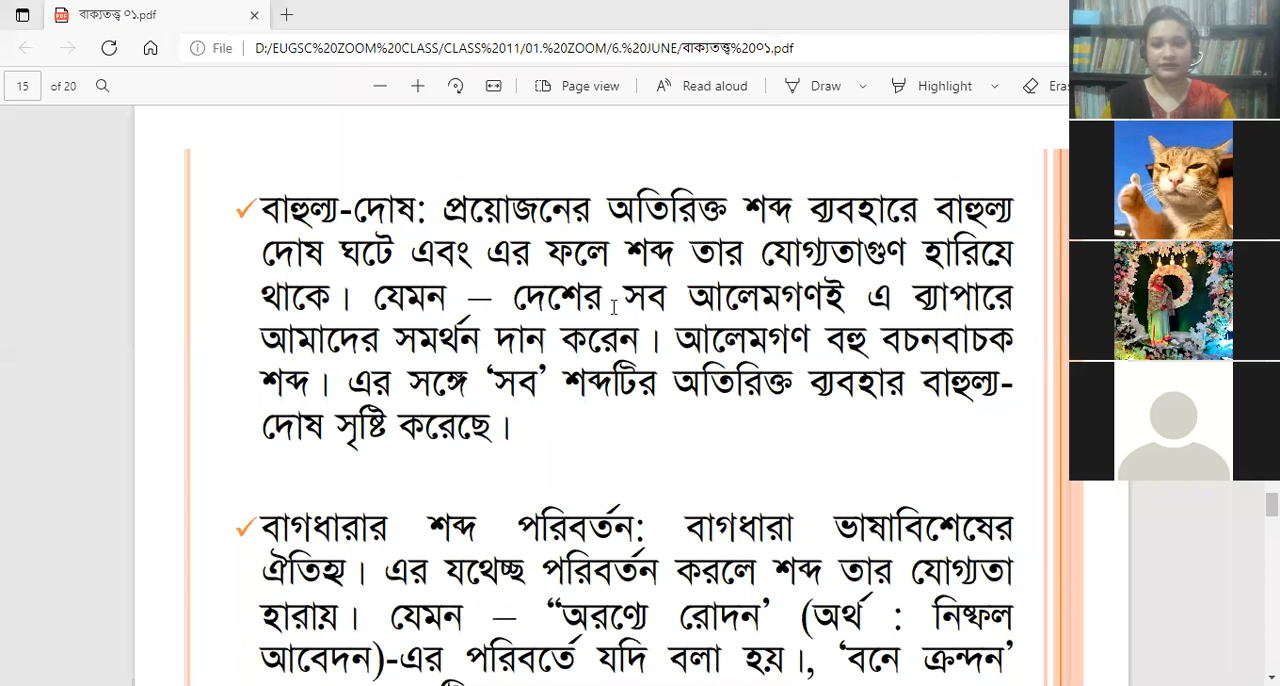 বাক্যতত্ত্ব ০১.pdf
File
D:/EUGSC%20ZOOM%20CLASS/CLASS%2011/01.%20ZOOM/6.%20JUNE/বাক্যতত্ত্ব%20০১.pdf
15 of 20
Page view
Read aloud
Draw
Highlight
Era
বাহুল্য-দোষ: প্রয়োজনের অতিরিক্ত শব্দ ব্যবহারে বাহুল্য
দোষ ঘটে এবং এর ফলে শব্দ তার যোগ্যতাগুণ হারিয়ে
থাকে। যেমন – দেশের সব আলেমগণই এ ব্যাপারে
আমাদের সমর্থন দান করেন। আলেমগণ বহু বচনবাচক
শব্দ। এর সঙ্গে ‘সব’ শব্দটির অতিরিক্ত ব্যবহার বাহুল্য-
দোষ সৃষ্টি করেছে।
বাগধারার শব্দ পরিবর্তন: বাগধারা ভাষাবিশেষের
ঐতিহ্য। এর যথেচ্ছ পরিবর্তন করলে শব্দ তার যোগ্যতা
হারায়। যেমন – “অরণ্যে রোদন’ (অর্থ : নিষ্ফল
আবেদন)-এর পরিবর্তে যদি বলা হয়।, ‘বনে ক্রন্দন’